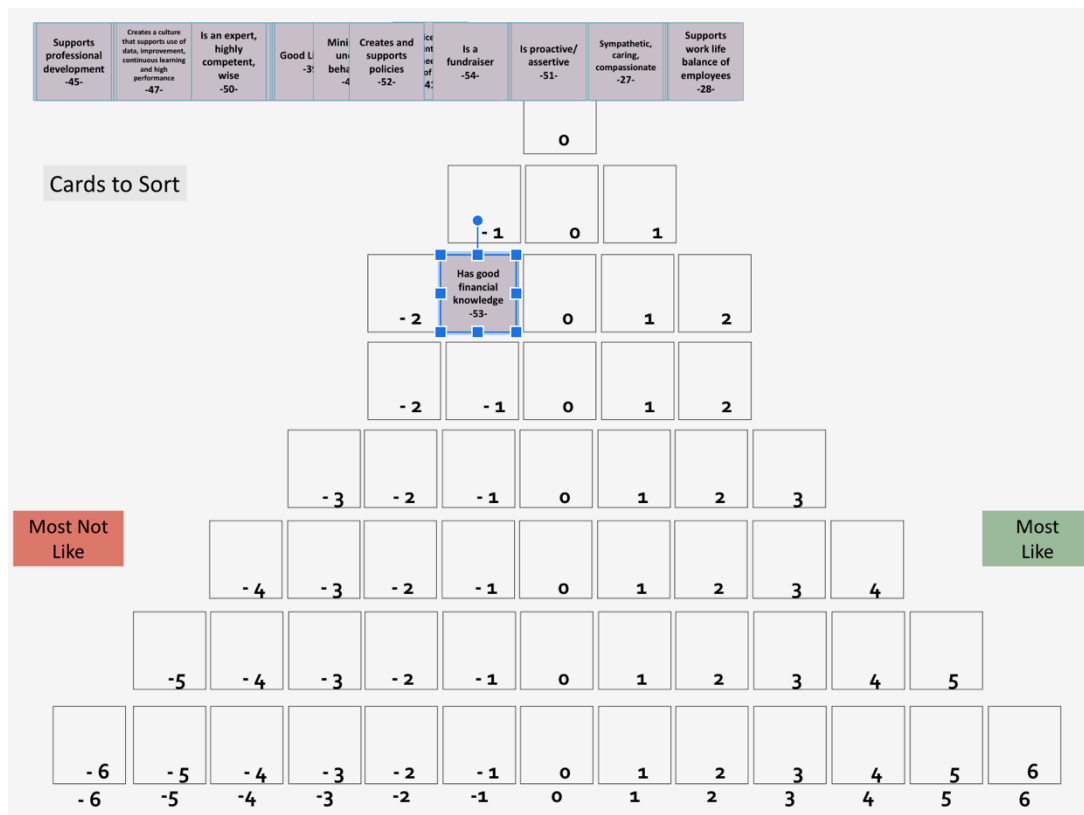 Supports
professional
development
-45-
Creates a culture
that supports use of
data, improvement,
continuous learning
and high
performance
-47-
Is an expert,
highly
competent,
wise
-50-
Good
Creates and
supports
policies
-52-
Is a
fundraiser
-54-
Is proactive/
assertive
-51-
Sympathetic,
caring,
compassionate
-27-
Supports
work life
balance of
employees
-28-
0
Cards to Sort
- 1 0 1
Has good
financial
knowledge
-53-
- 2 0 1 2
- 2 - 1 0 1 2
- 3 - 2 - 1 0 1 2 3
Most Not
Like
Most
Like
- 4 - 3 - 2 - 1 0 1 2 3 4
-5 - 4 - 3 - 2 - 1 0 1 2 3 4 5
- 6 - 5 - 4 - 3 - 2 - 1 0 1 2 3 4 5 6
- 6 -5 -4 -3 -2 -1 0 1 2 3 4 5 6